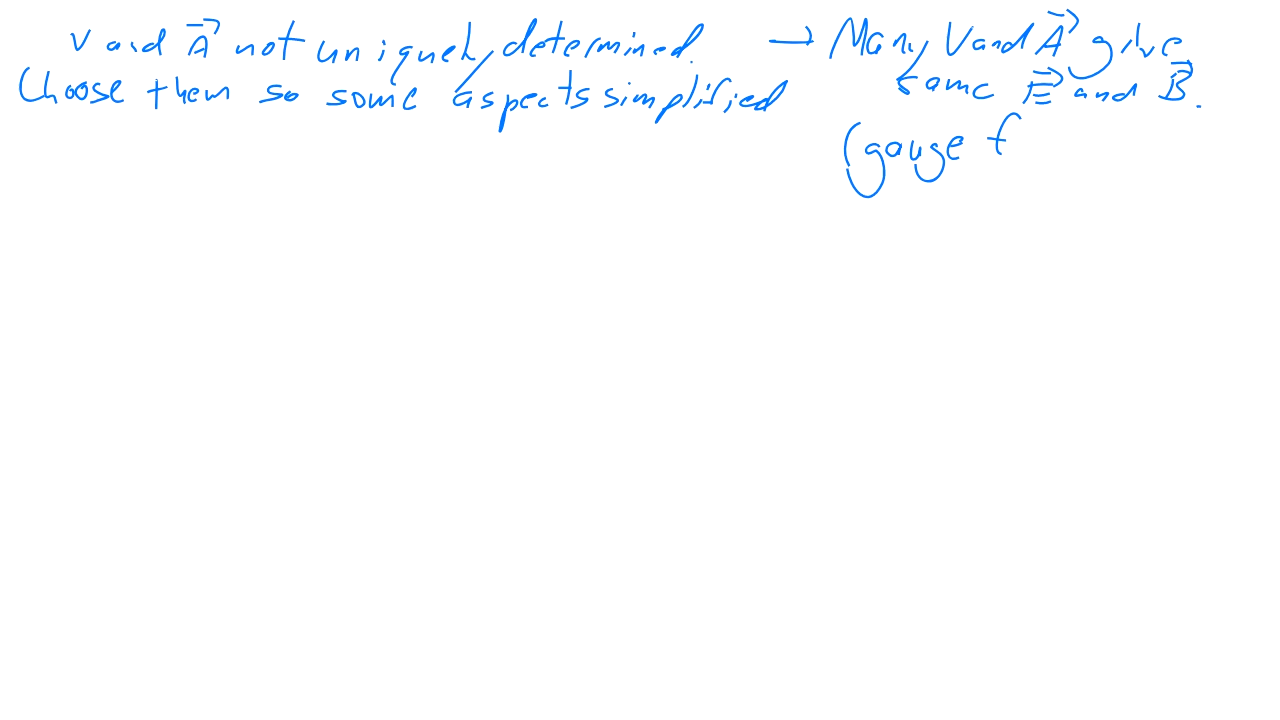 V and A⃗ not uniquely determined. → Many V and A⃗ give
Choose them so some aspects simplified same E⃗ and B⃗.
(gauge f